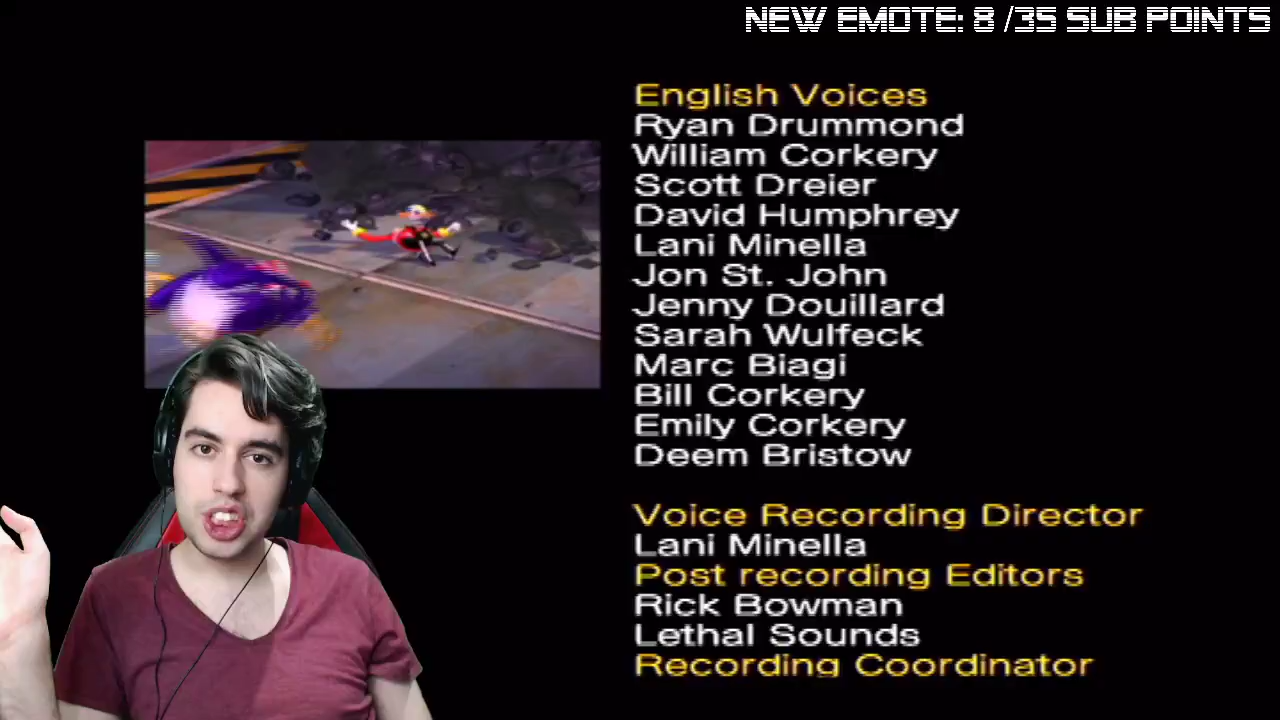 NEW EMOTE: 8 /35 SUB POINTS
English Voices
Ryan Drummond
William Corkery
Scott Dreier
David Humphrey
Lani Minella
Jon St. John
Jenny Douillard
Sarah Wulfeck
Marc Biagi
Bill Corkery
Emily Corkery
Deem Bristow
Voice Recording Director
Lani Minella
Post recording Editors
Rick Bowman
Lethal Sounds
Recording Coordinator